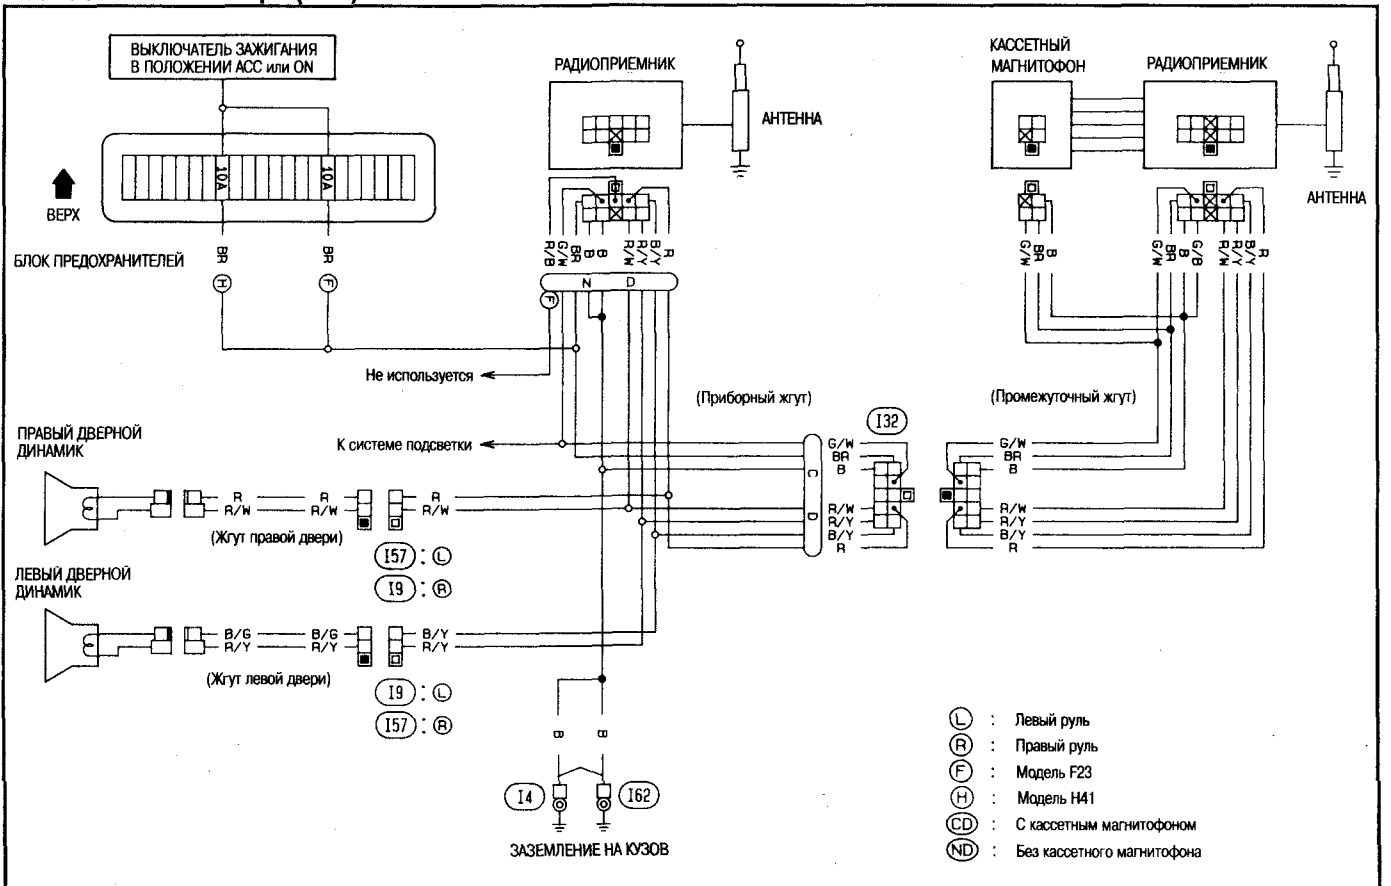 ВЫКЛЮЧАТЕЛЬ ЗАЖИГАНИЯ
В ПОЛОЖЕНИИ АСС или ON
РАДИОПРИЕМНИК
АНТЕННА
КАССЕТНЫЙ
МАГНИТОФОН
РАДИОПРИЕМНИК
АНТЕННА
10A
10A
ВЕРХ
БЛОК ПРЕДОХРАНИТЕЛЕЙ
BR
BR
H
F
R/B
G/W
BR
B
B
R/W
R/Y
B/Y
R
N D
F
G/W
BR
B
G/W
BR
B
G/B
R/W
R/Y
B/Y
R
Не используется
(Приборный жгут)
(Промежуточный жгут)
I32
К системе подсветки
C D
G/W
BR
B
R/W
R/Y
B/Y
R
G/W
BR
B
R/W
R/Y
B/Y
R
ПРАВЫЙ ДВЕРНОЙ
ДИНАМИК
R R R
R/W R/W R/W
(Жгут правой двери)
I57 : L
I9 : R
ЛЕВЫЙ ДВЕРНОЙ
ДИНАМИК
B/G B/G B/Y
R/Y R/Y R/Y
(Жгут левой двери)
I9 : L
I57 : R
B B
I4 I62
ЗАЗЕМЛЕНИЕ НА КУЗОВ
L : Левый руль
R : Правый руль
F : Модель F23
H : Модель H41
CD : С кассетным магнитофоном
ND : Без кассетного магнитофона